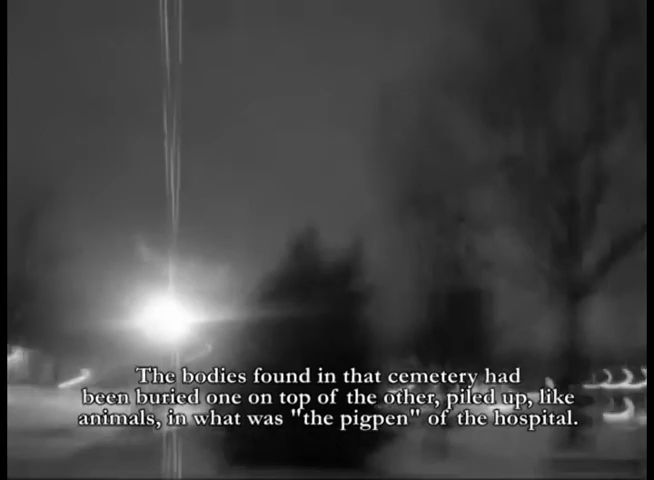 The bodies found in that cemetery had
been buried one on top of the other, piled up, like
animals, in what was "the pigpen" of the hospital.